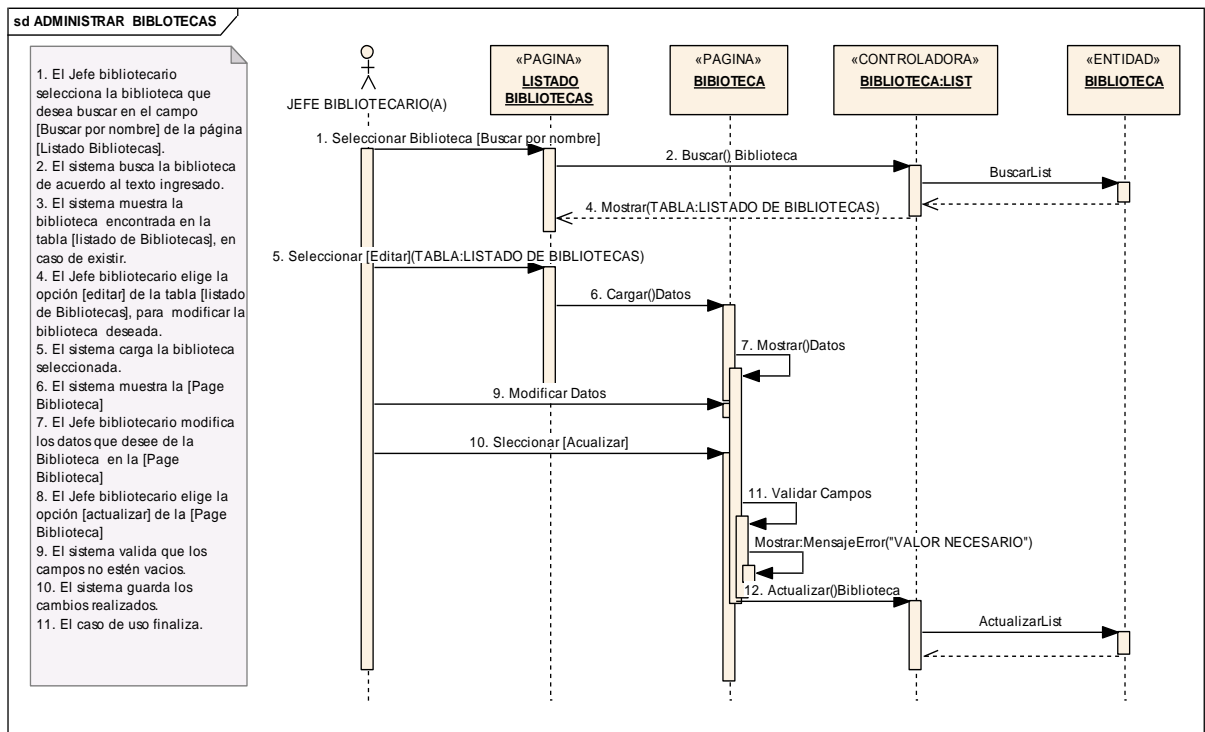 sd ADMINISTRAR BIBLOTECAS
1. El Jefe bibliotecario
selecciona la biblioteca que
desea buscar en el campo
[Buscar por nombre] de la página
[Listado Bibliotecas].
2. El sistema busca la biblioteca
de acuerdo al texto ingresado.
3. El sistema muestra la
biblioteca encontrada en la
tabla [listado de Bibliotecas], en
caso de existir.
4. El Jefe bibliotecario elige la
opción [editar] de la tabla [listado
de Bibliotecas], para modificar la
biblioteca deseada.
5. El sistema carga la biblioteca
seleccionada.
6. El sistema muestra la [Page
Biblioteca]
7. El Jefe bibliotecario modifica
los datos que desee de la
Biblioteca en la [Page
Biblioteca]
8. El Jefe bibliotecario elige la
opción [actualizar] de la [Page
Biblioteca]
9. El sistema valida que los
campos no estén vacios.
10. El sistema guarda los
cambios realizados.
11. El caso de uso finaliza.
JEFE BIBLIOTECARIO(A)
«PAGINA»
LISTADO
BIBLIOTECAS
«PAGINA»
BIBIOTECA
«CONTROLADORA»
BIBLIOTECA:LIST
«ENTIDAD»
BIBLIOTECA
1. Seleccionar Biblioteca [Buscar por nombre]
2. Buscar() Biblioteca
BuscarList
4. Mostrar(TABLA:LISTADO DE BIBLIOTECAS)
5. Seleccionar [Editar](TABLA:LISTADO DE BIBLIOTECAS)
6. Cargar()Datos
7. Mostrar()Datos
9. Modificar Datos
10. Sleccionar [Acualizar]
11. Validar Campos
Mostrar:MensajeError("VALOR NECESARIO")
12. Actualizar()Biblioteca
ActualizarList